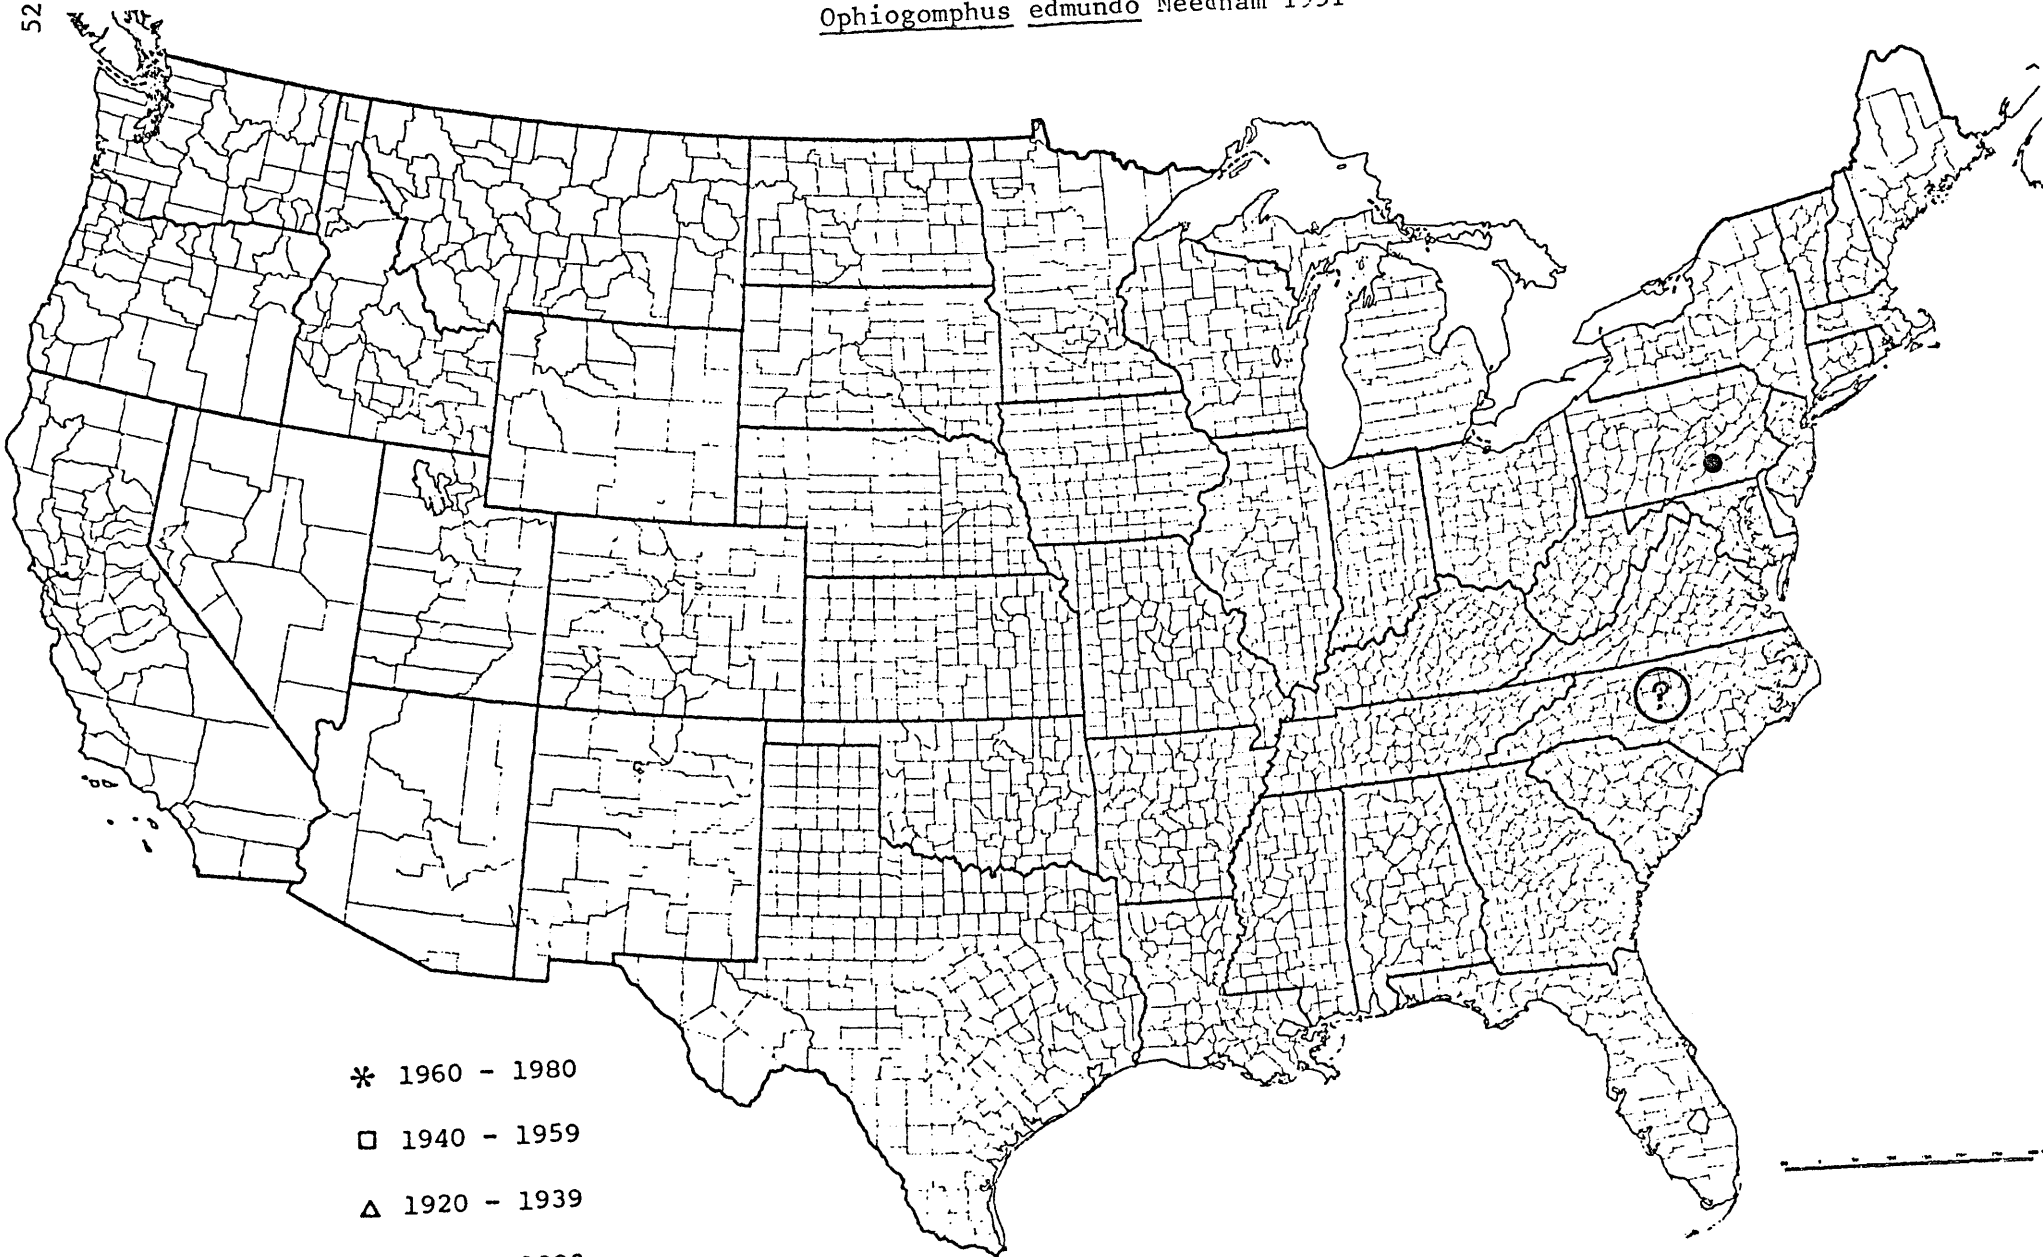 52
Ophiogomphus edmundo Needham 1951
?
* 1960 - 1980
□ 1940 - 1959
△ 1920 - 1939